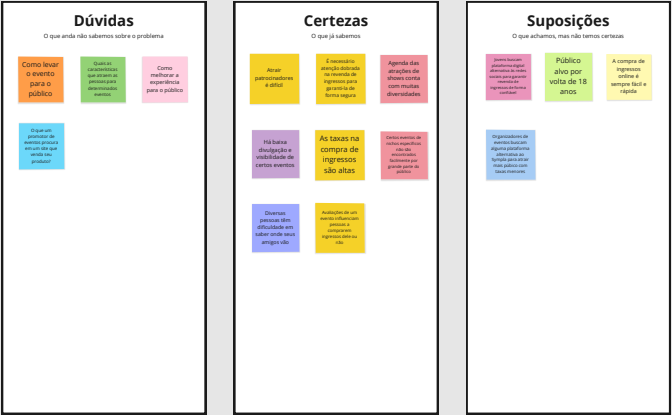 Dúvidas
O que anda não sabemos sobre o problema
Como levar
o evento
para o
público
Quais as
características
que atraem as
pessoas para
determinados
eventos
Como
melhorar a
experiência
para o público
O que um
promotor de
eventos procura
em um site que
venda seu
produto?
Certezas
O que já sabemos
Atrair
patrocinadores
é difícil
É necessário
atenção dobrada
na revenda de
ingressos para
garanti-la de
forma segura
Agenda das
atrações de
shows conta
com muitas
diversidades
Há baixa
divulgação e
visibilidade de
certos eventos
As taxas na
compra de
ingressos
são altas
Certos eventos de
nichos específicos
não são
encontrados
facilmente por
grande parte do
público
Diversas
pessoas têm
dificuldade em
saber onde seus
amigos vão
Avaliações de um
evento influenciam
pessoas a
comprarem
ingressos dele ou
não
Suposições
O que achamos, mas não temos certezas
Jovens buscam
plataforma digital
alternativa às redes
sociais para garantir
revenda de
ingressos de forma
confiável
Público
alvo por
volta de 18
anos
A compra de
ingressos
online é
sempre fácil e
rápida
Organizadores de
eventos buscam
alguma plataforma
alternativa ao
Sympla para atrair
mais público com
taxas menores